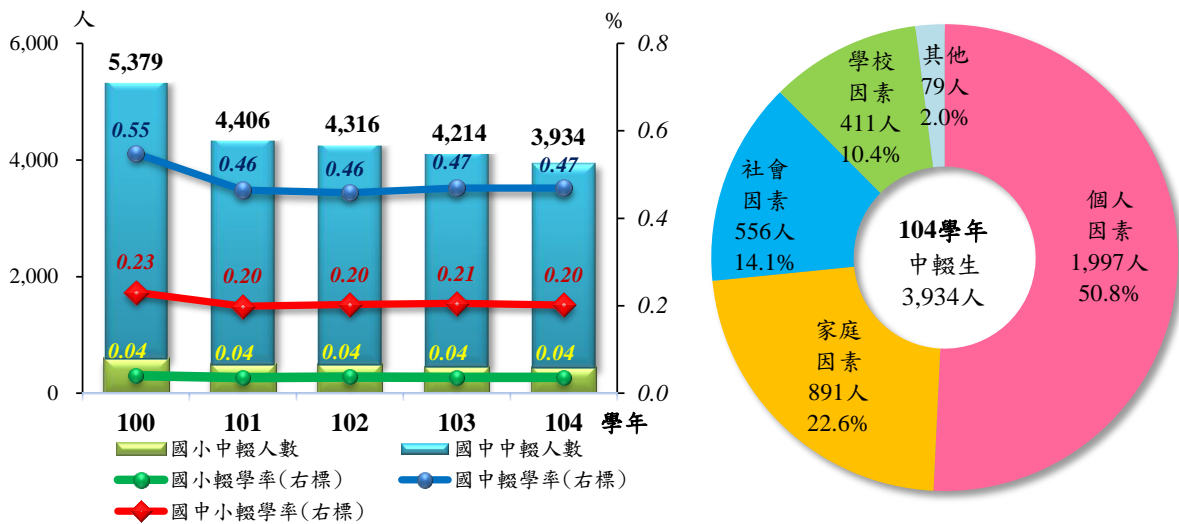 人
%
6,000
4,000
2,000
0
0.8
0.6
0.4
0.2
0.0
5,379
4,406
4,316
4,214
3,934
0.55
0.46
0.46
0.47
0.47
0.23
0.20
0.20
0.21
0.20
0.04
0.04
0.04
0.04
0.04
100
101
102
103
104
學年
國小中輟人數
國中中輟人數
國小輟學率(右標)
國中輟學率(右標)
國中小輟學率(右標)
104學年
中輟生
3,934人
個人
因素
1,997人
50.8%
家庭
因素
891人
22.6%
社會
因素
556人
14.1%
學校
因素
411人
10.4%
其他
79人
2.0%